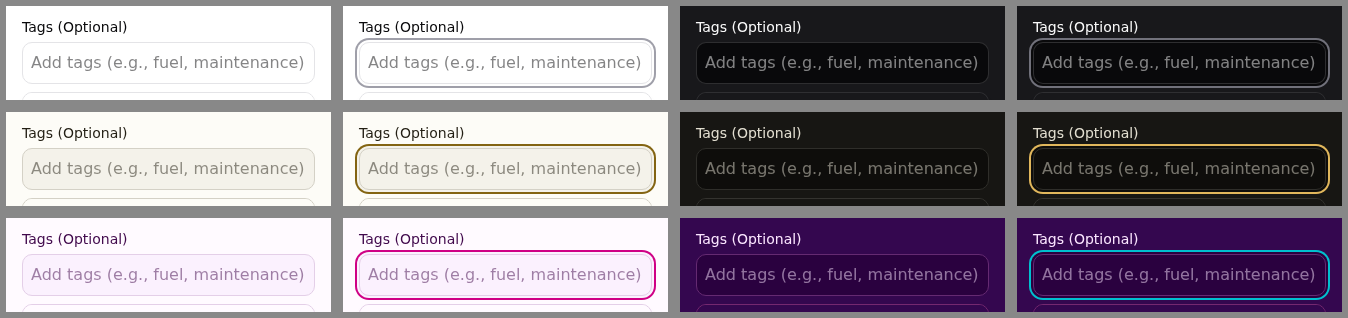 Tags (Optional)
Add tags (e.g., fuel, maintenance)
Tags (Optional)
Add tags (e.g., fuel, maintenance)
Tags (Optional)
Add tags (e.g., fuel, maintenance)
Tags (Optional)
Add tags (e.g., fuel, maintenance)
Tags (Optional)
Add tags (e.g., fuel, maintenance)
Tags (Optional)
Add tags (e.g., fuel, maintenance)
Tags (Optional)
Add tags (e.g., fuel, maintenance)
Tags (Optional)
Add tags (e.g., fuel, maintenance)
Tags (Optional)
Add tags (e.g., fuel, maintenance)
Tags (Optional)
Add tags (e.g., fuel, maintenance)
Tags (Optional)
Add tags (e.g., fuel, maintenance)
Tags (Optional)
Add tags (e.g., fuel, maintenance)